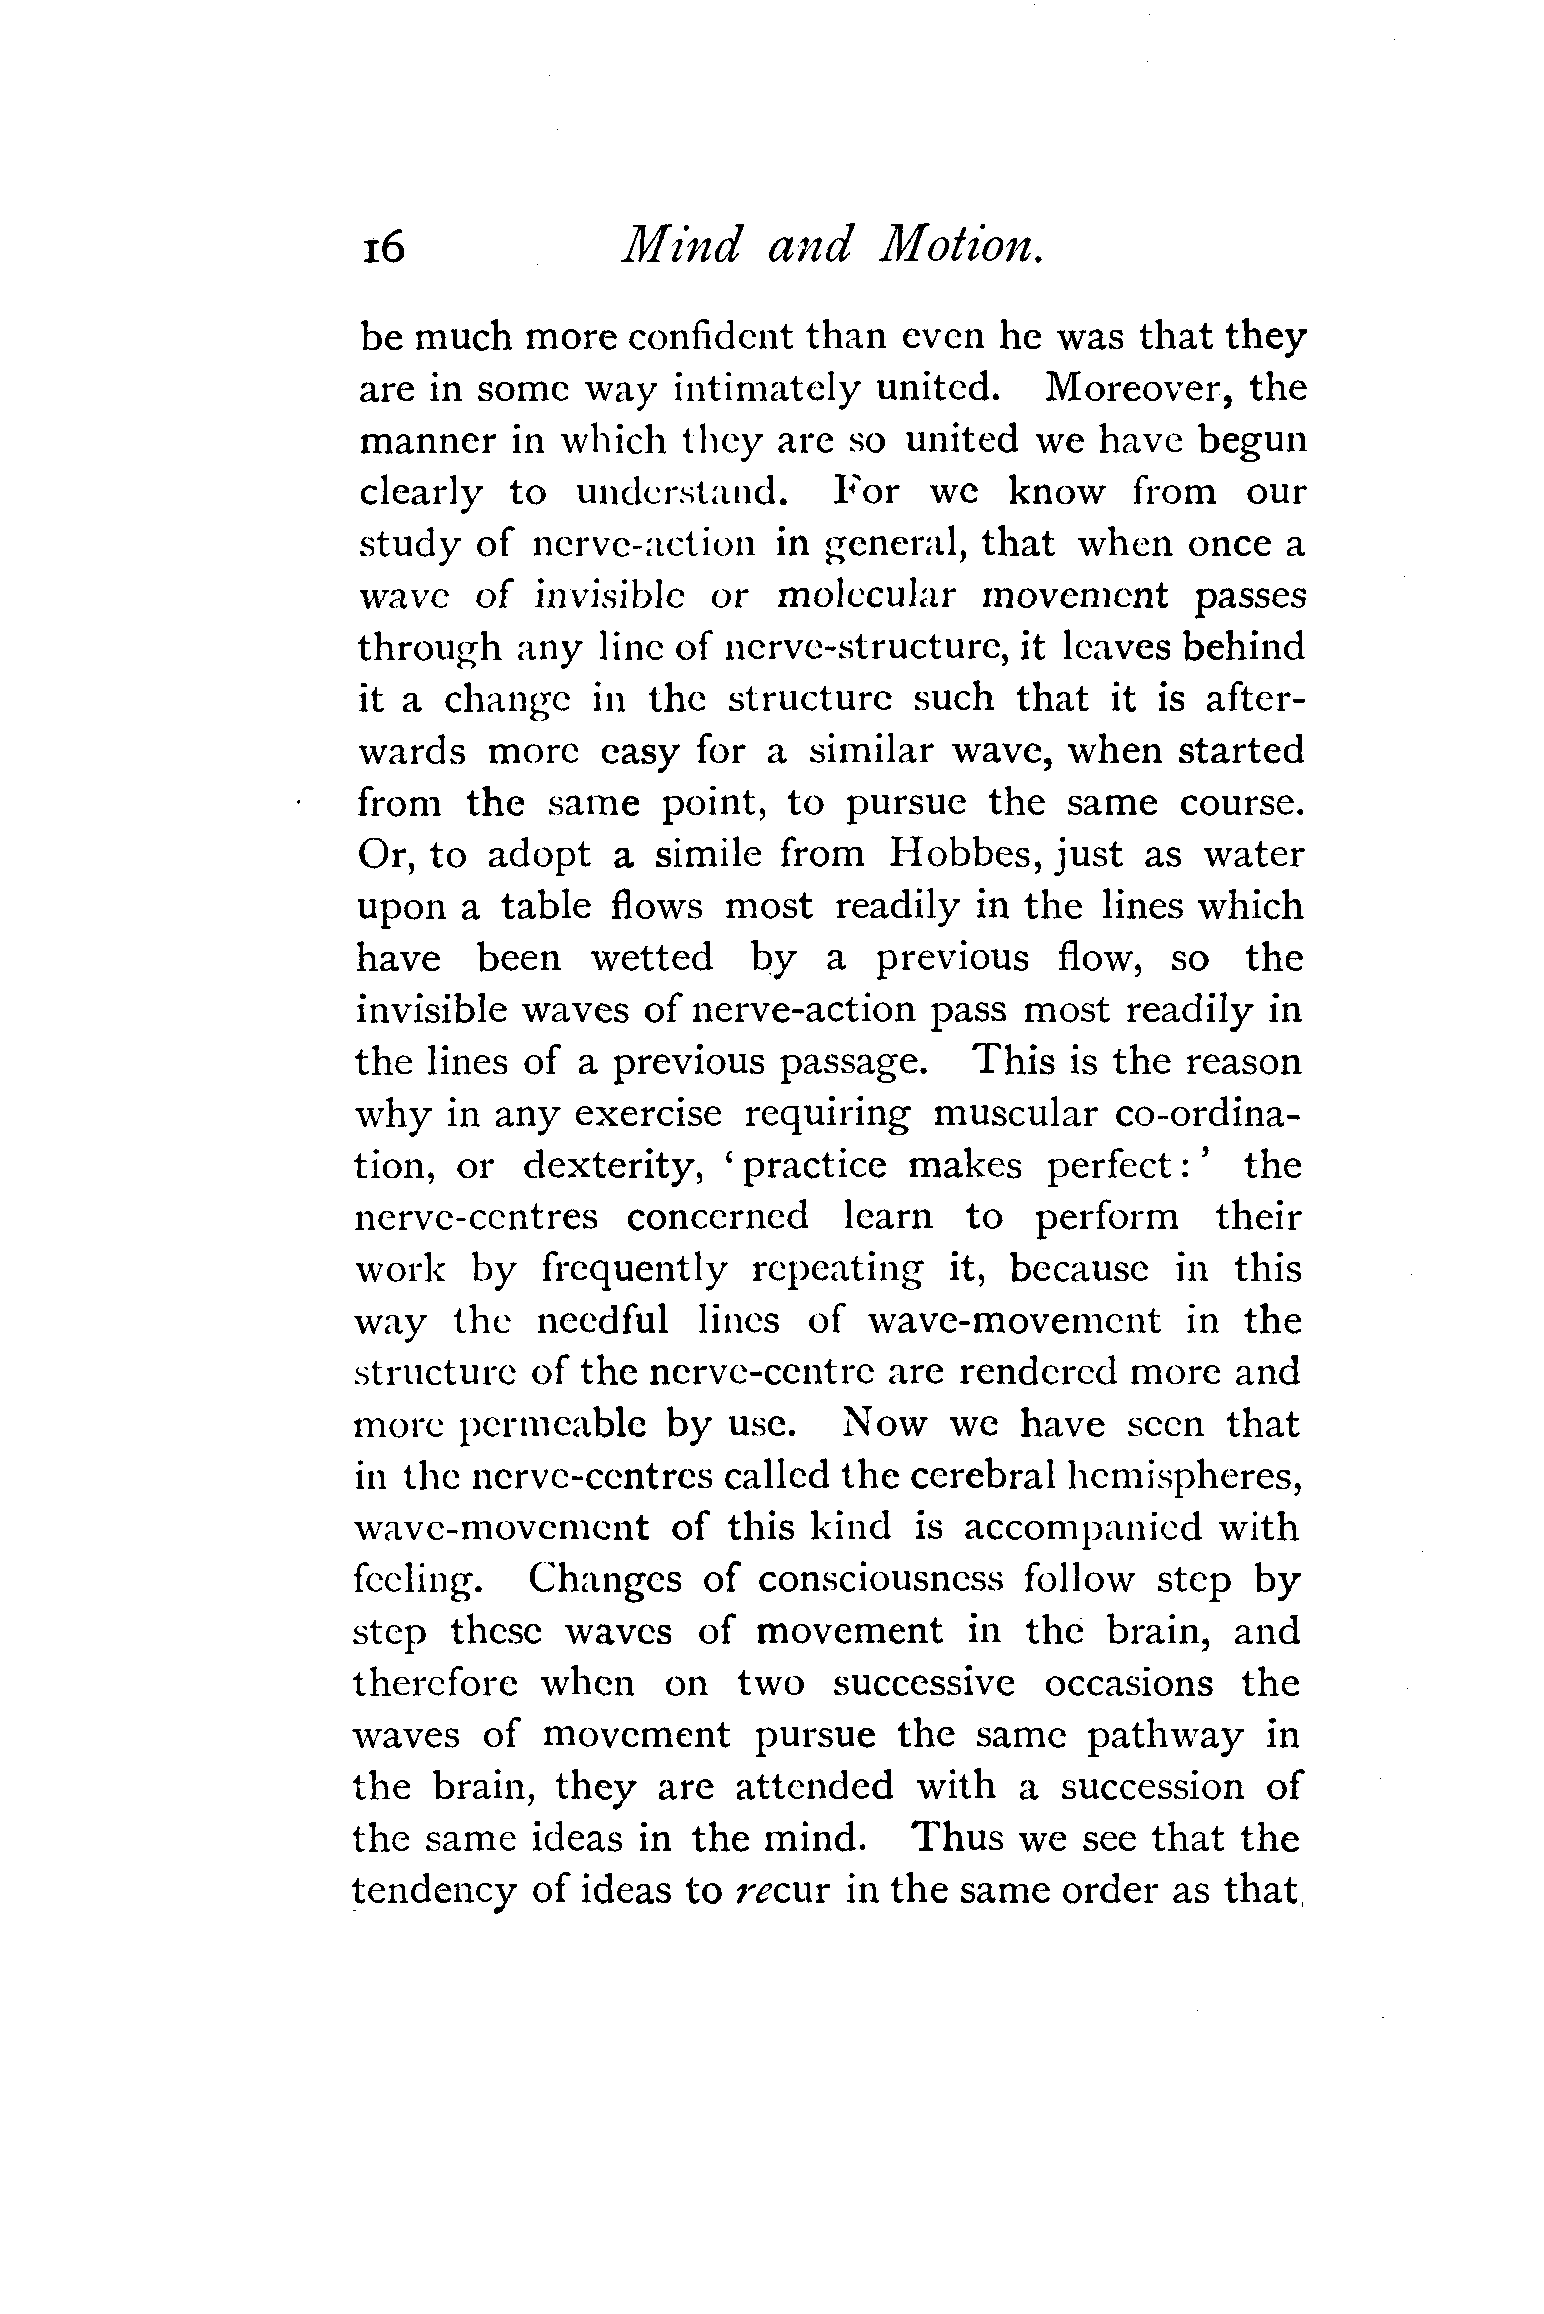 16 Mind and Motion.
be much more confident than even he was that they
are in some way intimately united. Moreover, the
manner in which they are so united we have begun
clearly to understand. For we know from our
study of nerve-action in general, that when once a
wave of invisible or molecular movement passes
through any line of nerve-structure, it leaves behind
it a change in the structure such that it is after-
wards more easy for a similar wave, when started
from the same point, to pursue the same course.
Or, to adopt a simile from Hobbes, just as water
upon a table flows most readily in the lines which
have been wetted by a previous flow, so the
invisible waves of nerve-action pass most readily in
the lines of a previous passage. This is the reason
why in any exercise requiring muscular co-ordina-
tion, or dexterity, ‘practice makes perfect:’ the
nerve-centres concerned learn to perform their
work by frequently repeating it, because in this
way the needful lines of wave-movement in the
structure of the nerve-centre are rendered more and
more permeable by use. Now we have seen that
in the nerve-centres called the cerebral hemispheres,
wave-movement of this kind is accompanied with
feeling. Changes of consciousness follow step by
step these waves of movement in the brain, and
therefore when on two successive occasions the
waves of movement pursue the same pathway in
the brain, they are attended with a succession of
the same ideas in the mind. Thus we see that the
tendency of ideas to recur in the same order as that